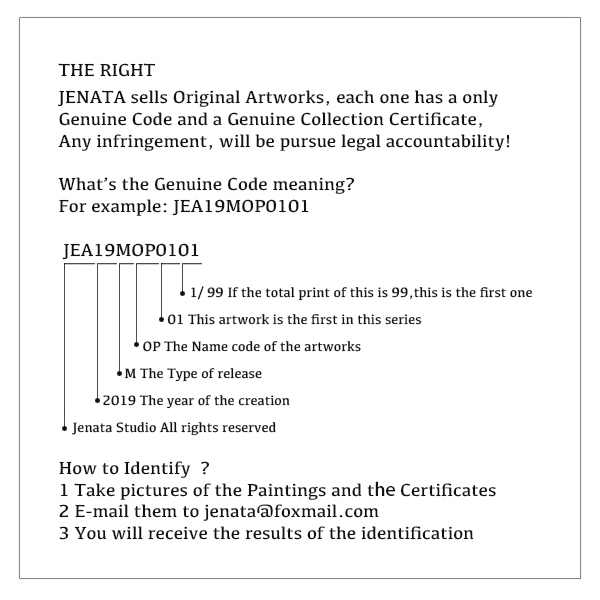 THE RIGHT
JENATA sells Original Artworks, each one has a only
Genuine Code and a Genuine Collection Certificate,
Any infringement, will be pursue legal accountability!
What's the Genuine Code meaning?
For example: JEA19MOP0101
JEA19MOP0101
1/ 99 If the total print of this is 99,this is the first one
01 This artwork is the first in this series
OP The Name code of the artworks
M The Type of release
2019 The year of the creation
Jenata Studio All rights reserved
How to Identify ?
1 Take pictures of the Paintings and the Certificates
2 E-mail them to jenata@foxmail.com
3 You will receive the results of the identification